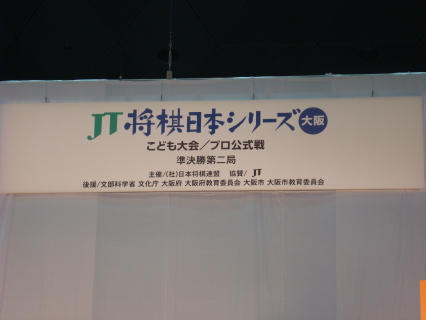 JT 将棋日本シリーズ 大阪
こども大会／プロ公式戦
準決勝第二局
主催/(社)日本将棋連盟 協賛/ JT
後援/文部科学省 文化庁 大阪府 大阪府教育委員会 大阪市 大阪市教育委員会